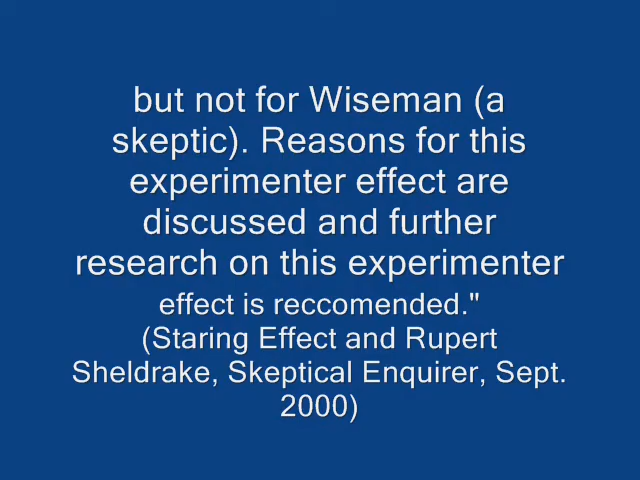 but not for Wiseman (a
skeptic). Reasons for this
experimenter effect are
discussed and further
research on this experimenter
effect is reccomended."
(Staring Effect and Rupert
Sheldrake, Skeptical Enquirer, Sept.
2000)